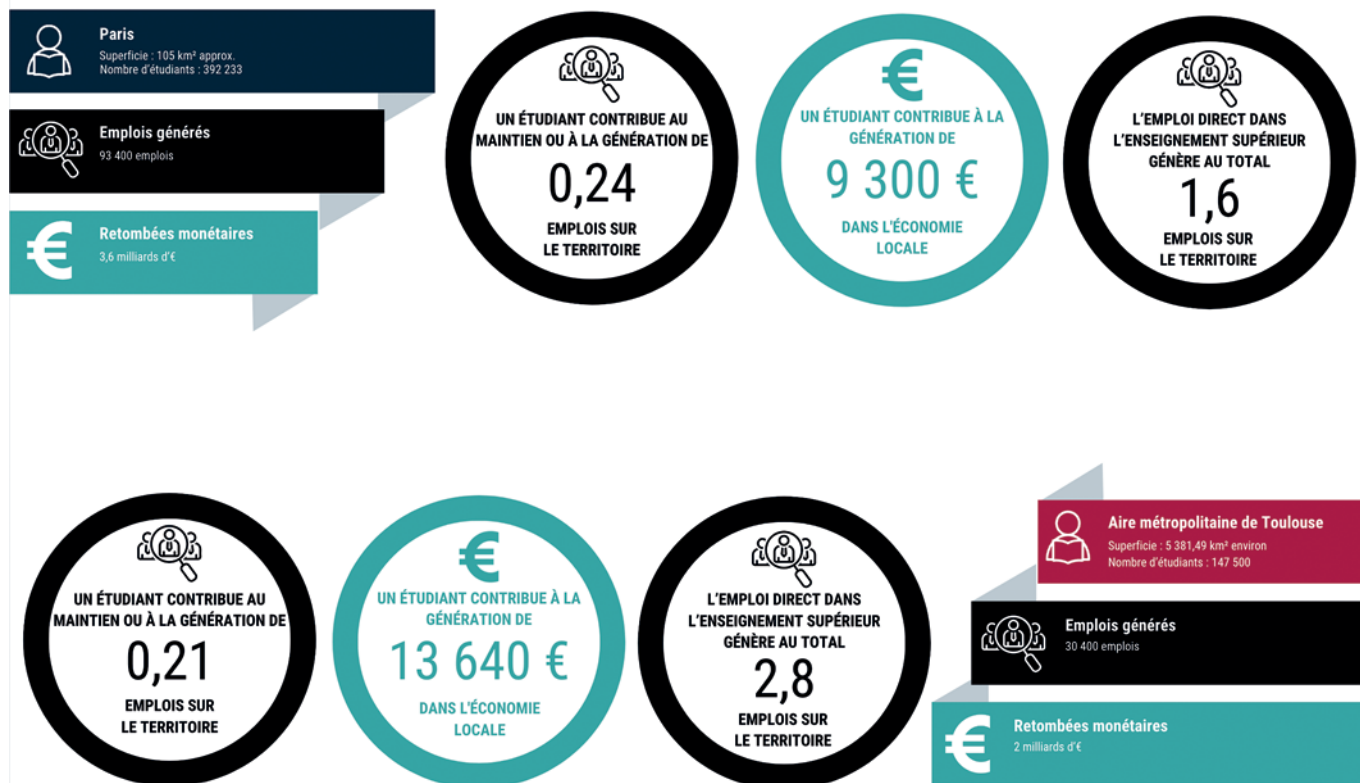 Paris
Superficie : 105 km² approx.
Nombre d'étudiants : 392 233
Emplois générés
93 400 emplois
Retombées monétaires
3,6 milliards d'€
UN ÉTUDIANT CONTRIBUE AU
MAINTIEN OU À LA GÉNÉRATION DE
0,24
EMPLOIS SUR
LE TERRITOIRE
€
UN ÉTUDIANT CONTRIBUE À LA
GÉNÉRATION DE
9 300 €
DANS L'ÉCONOMIE
LOCALE
L'EMPLOI DIRECT DANS
L'ENSEIGNEMENT SUPÉRIEUR
GÉNÈRE AU TOTAL
1,6
EMPLOIS SUR
LE TERRITOIRE
UN ÉTUDIANT CONTRIBUE AU
MAINTIEN OU À LA GÉNÉRATION DE
0,21
EMPLOIS SUR
LE TERRITOIRE
€
UN ÉTUDIANT CONTRIBUE À LA
GÉNÉRATION DE
13 640 €
DANS L'ÉCONOMIE
LOCALE
L'EMPLOI DIRECT DANS
L'ENSEIGNEMENT SUPÉRIEUR
GÉNÈRE AU TOTAL
2,8
EMPLOIS SUR
LE TERRITOIRE
Aire métropolitaine de Toulouse
Superficie : 5 381,49 km² environ
Nombre d'étudiants : 147 500
Emplois générés
30 400 emplois
Retombées monétaires
2 milliards d'€